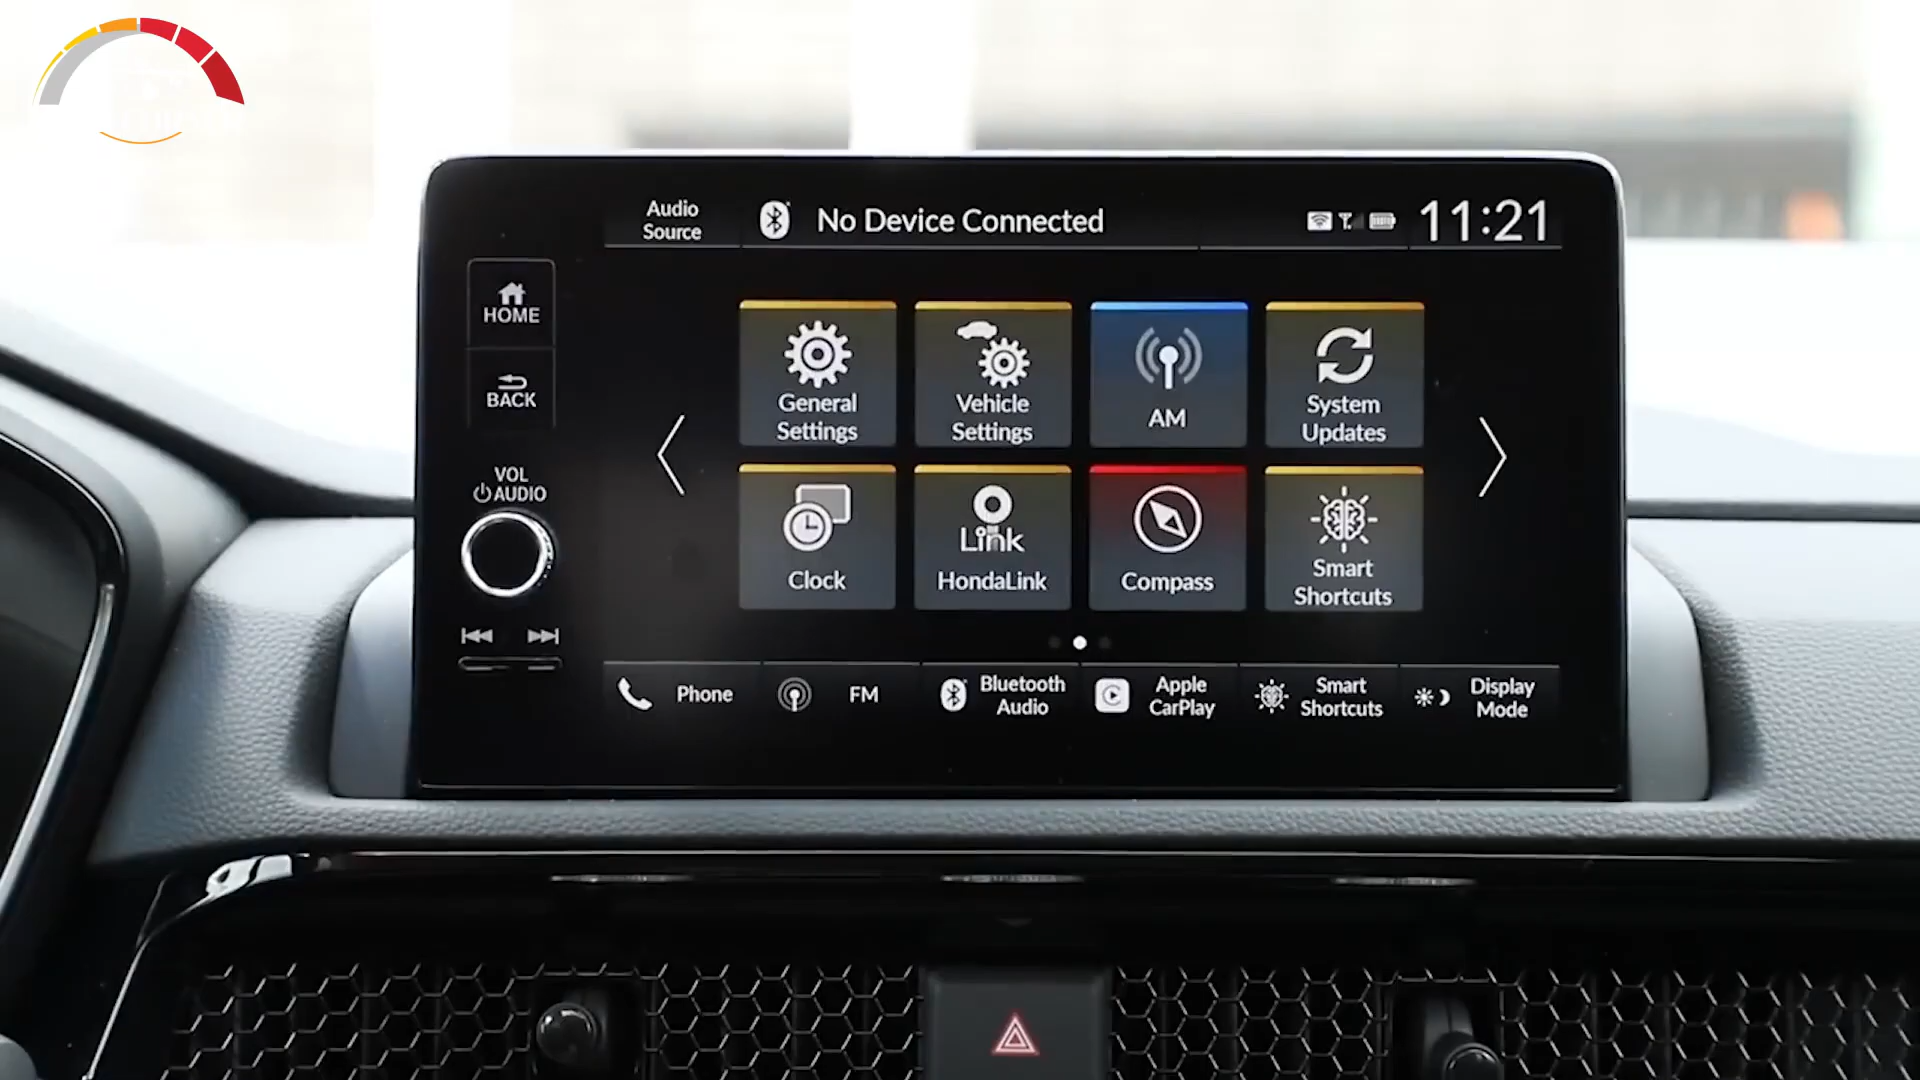 Audio
Source
No Device Connected
11:21
HOME
BACK
VOL
AUDIO
General
Settings
Vehicle
Settings
AM
System
Updates
Clock
Link
HondaLink
Compass
Smart
Shortcuts
Phone
FM
Bluetooth
Audio
Apple
CarPlay
Smart
Shortcuts
Display
Mode